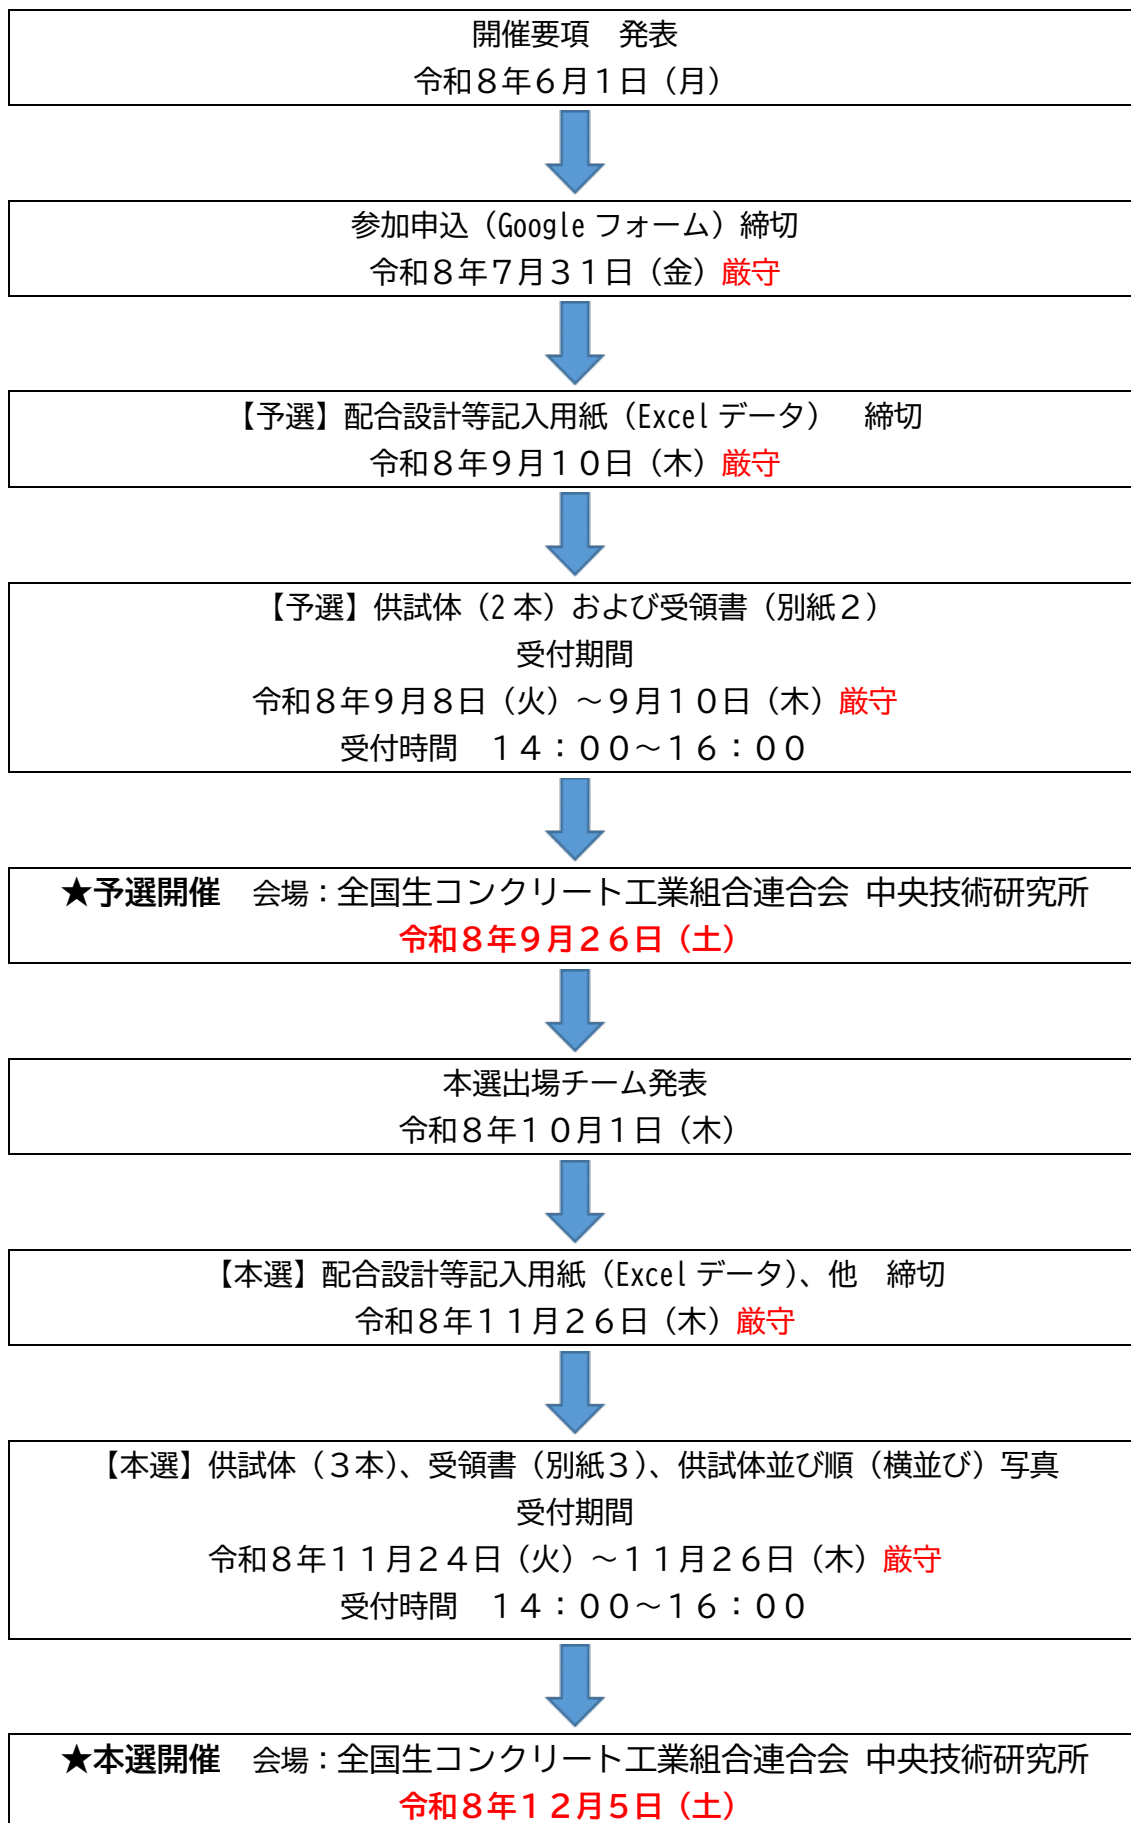 開催要項　発表
令和８年６月１日（月）
参加申込（Google フォーム）締切
令和８年７月３１日（金）厳守
【予選】配合設計等記入用紙（Excel データ）　締切
令和８年９月１０日（木）厳守
【予選】供試体（2 本）および受領書（別紙２）
受付期間
令和８年９月８日（火）～９月１０日（木）厳守
受付時間　１４：００～１６：００
★予選開催　会場：全国生コンクリート工業組合連合会 中央技術研究所
令和８年９月２６日（土）
本選出場チーム発表
令和８年１０月１日（木）
【本選】配合設計等記入用紙（Excel データ）、他　締切
令和８年１１月２６日（木）厳守
【本選】供試体（３本）、受領書（別紙３）、供試体並び順（横並び）写真
受付期間
令和８年１１月２４日（火）～１１月２６日（木）厳守
受付時間　１４：００～１６：００
★本選開催　会場：全国生コンクリート工業組合連合会 中央技術研究所
令和８年１２月５日（土）